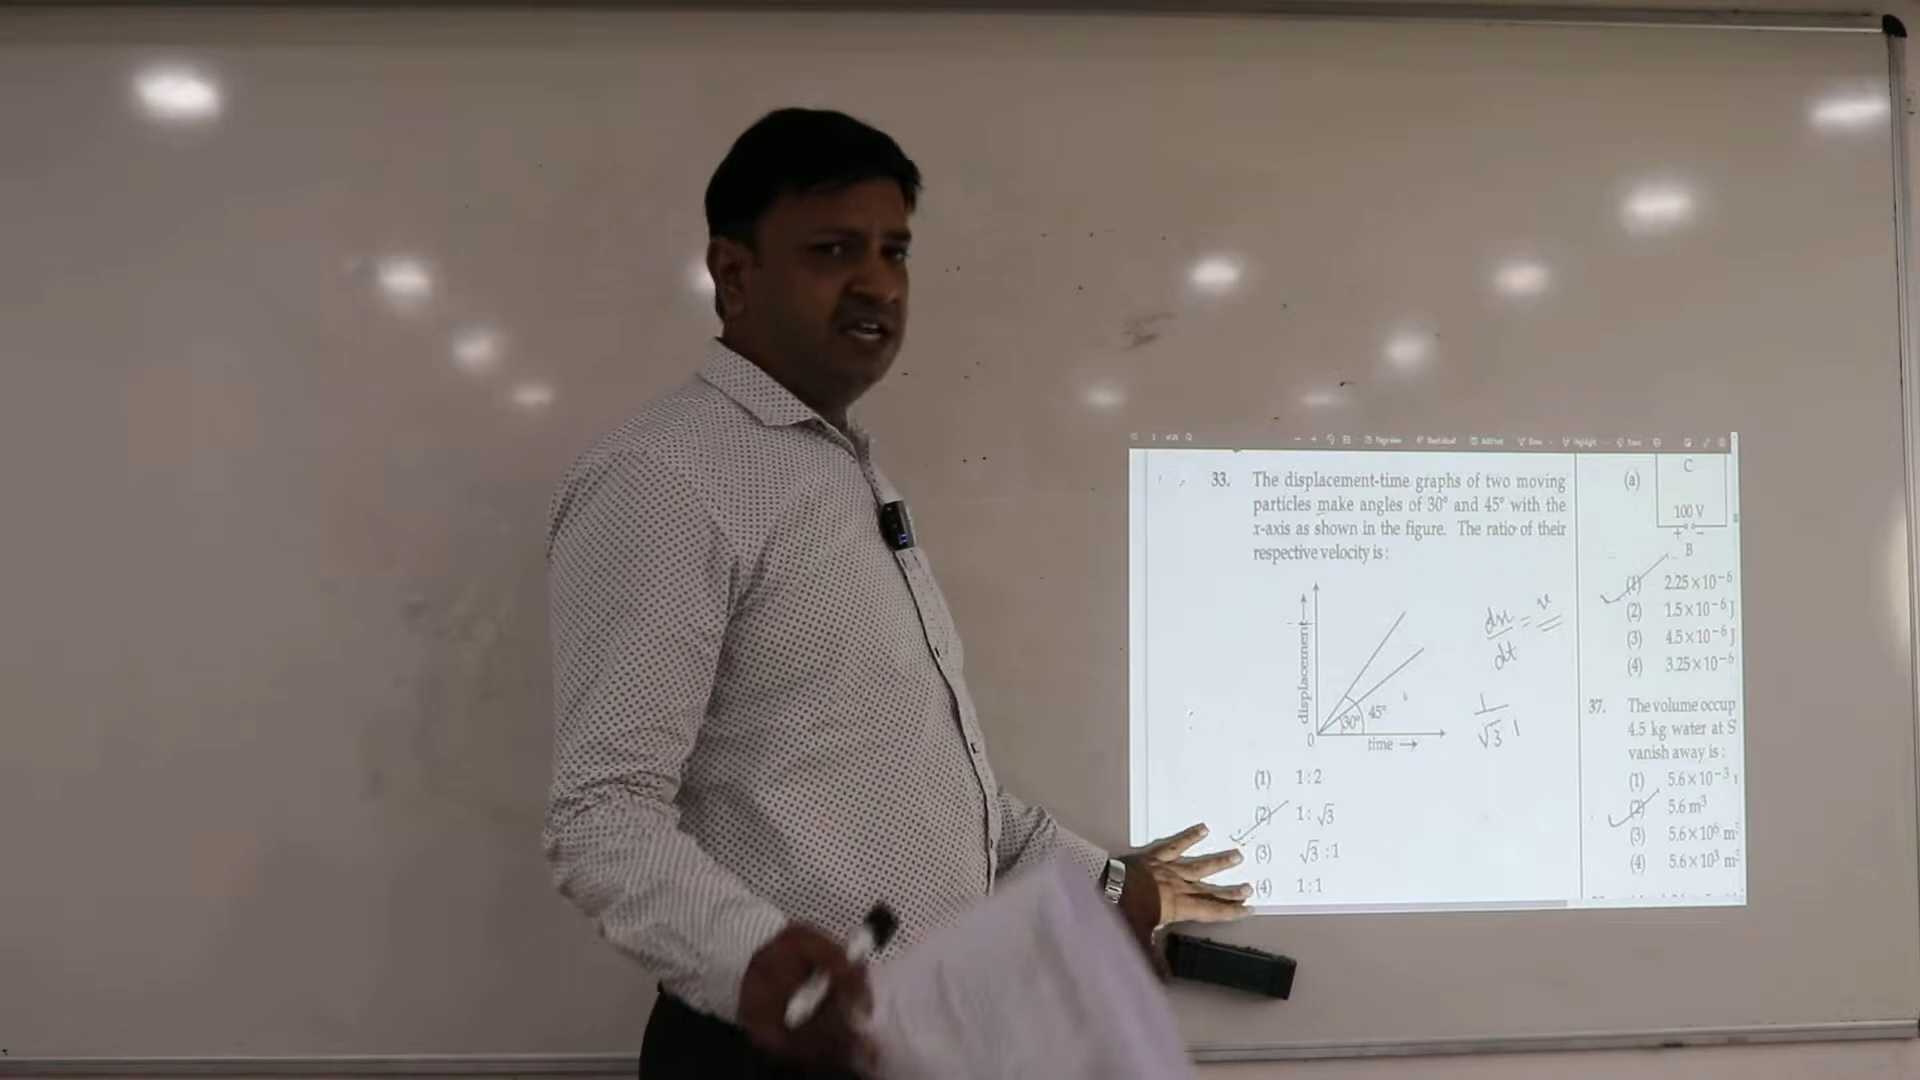 33. The displacement-time graphs of two moving
particles make angles of 30° and 45° with the
x-axis as shown in the figure. The ratio of their
respective velocity is :
displacement →
45°
30°
0
time →
dx/dt = v
1
√3 1
(1) 1 : 2
(2) 1 : √3
(3) √3 : 1
(4) 1 : 1
(a)
C
100 V
+ −
B
(1) 2.25 × 10⁻⁶
(2) 1.5 × 10⁻⁶ J
(3) 4.5 × 10⁻⁶ J
(4) 3.25 × 10⁻⁶
37. The volume occup
4.5 kg water at S
vanish away is :
(1) 5.6 × 10⁻³
(2) 5.6 m³
(3) 5.6 × 10⁶ m³
(4) 5.6 × 10³ m³